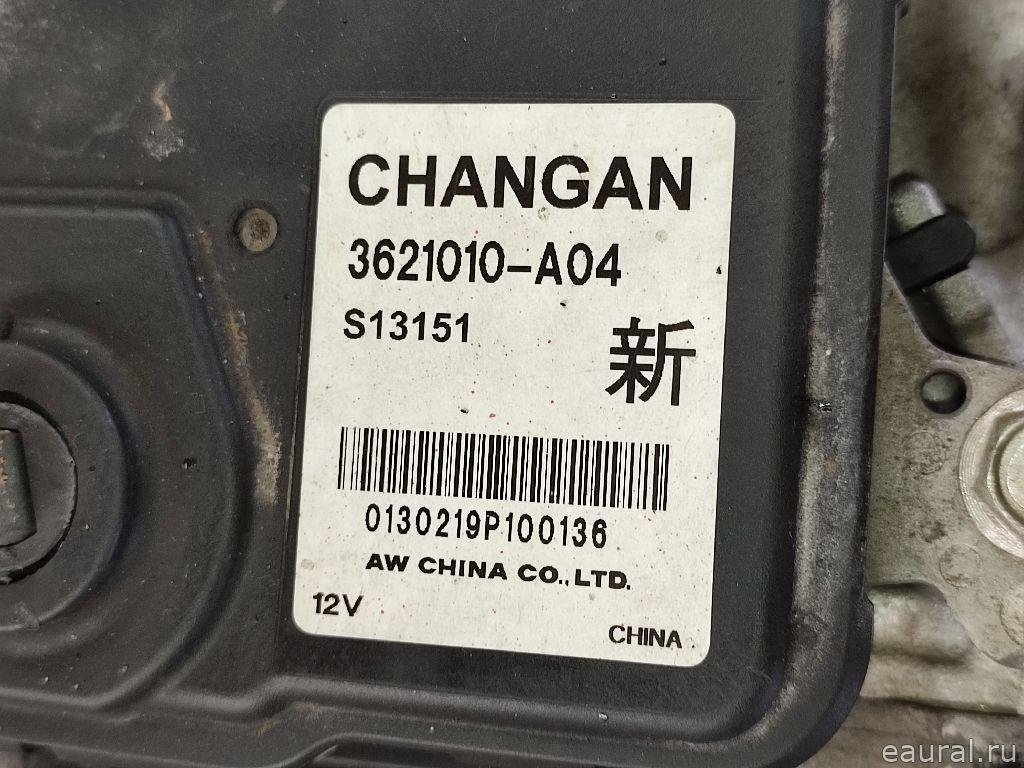 CHANGAN
3621010-A04
S13151
新
0130219P100136
AW CHINA CO.,LTD.
12V
CHINA
eaural.ru